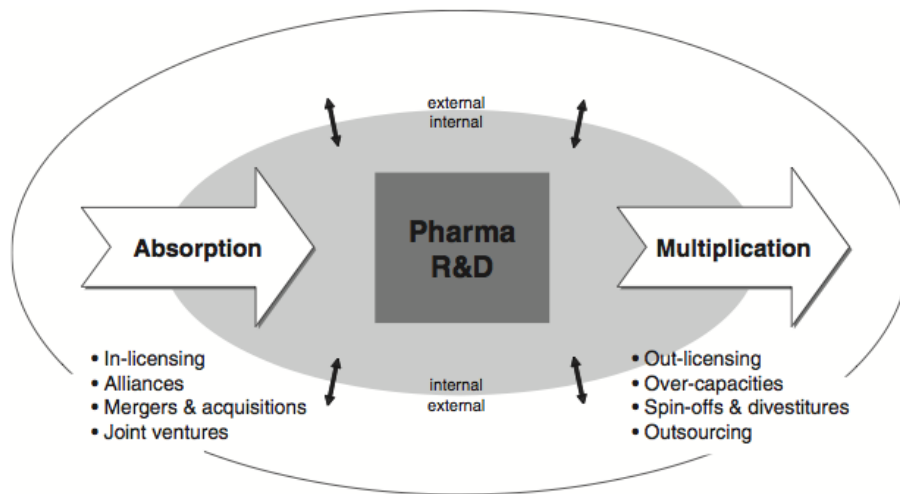 external
internal
Absorption
Pharma
R&D
Multiplication
• In-licensing
• Alliances
• Mergers & acquisitions
• Joint ventures
internal
external
• Out-licensing
• Over-capacities
• Spin-offs & divestitures
• Outsourcing